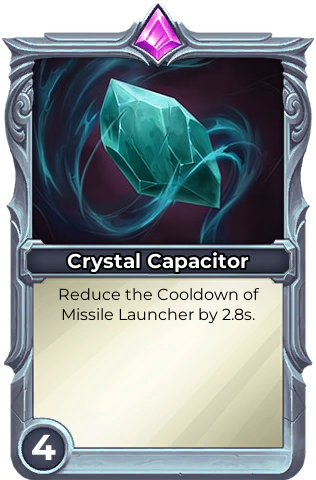 Crystal Capacitor
Reduce the Cooldown of
Missile Launcher by 2.8s.
4